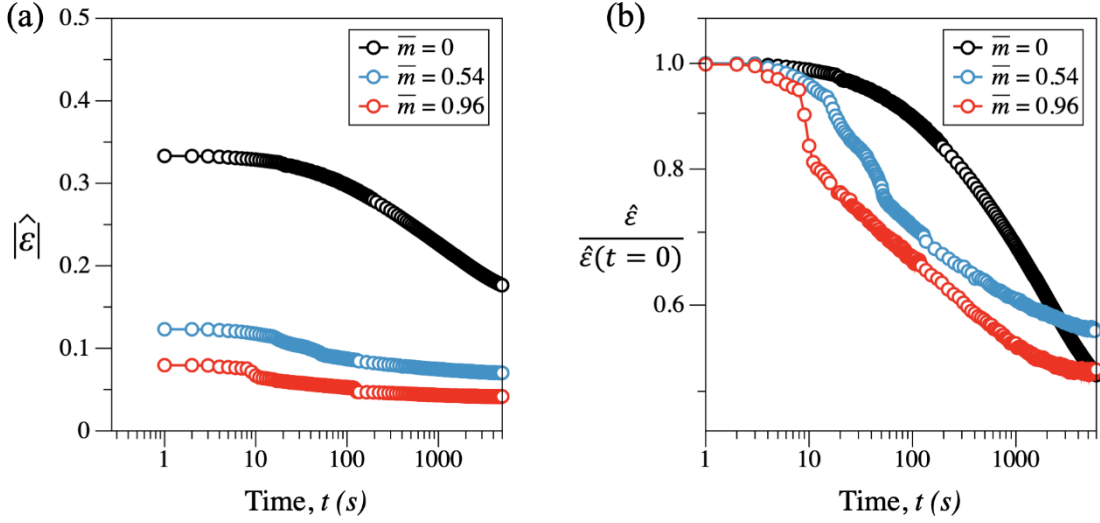 (a)
0.5
0.4
0.3
0.2
0.1
0
|ε̂|
m̅ = 0
m̅ = 0.54
m̅ = 0.96
1
10
100
1000
Time, t (s)
(b)
1.0
0.8
0.6
ε̂
ε̂(t = 0)
m̅ = 0
m̅ = 0.54
m̅ = 0.96
1
10
100
1000
Time, t (s)